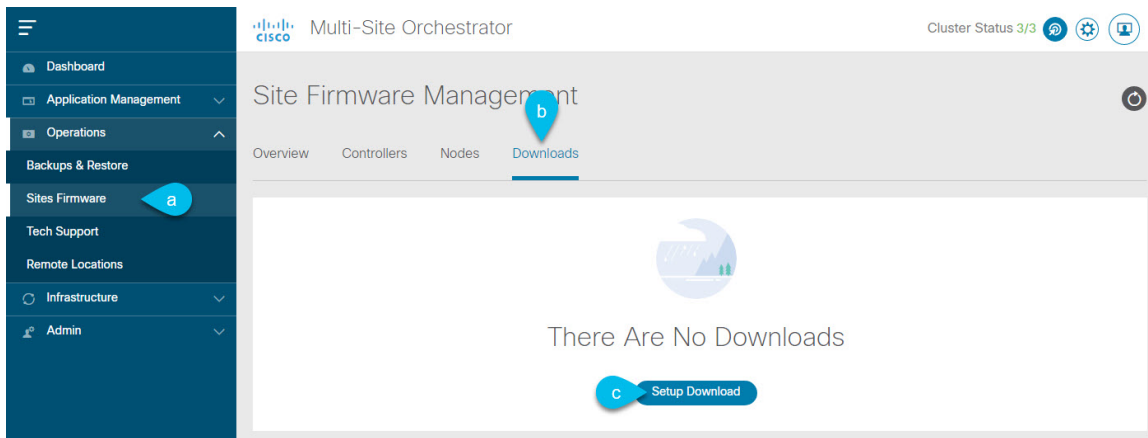 cisco
Multi-Site Orchestrator
Cluster Status 3/3
Dashboard
Application Management
Operations
Backups & Restore
Sites Firmware
a
Tech Support
Remote Locations
Infrastructure
Admin
Site Firmware Management
b
Overview
Controllers
Nodes
Downloads
There Are No Downloads
c
Setup Download